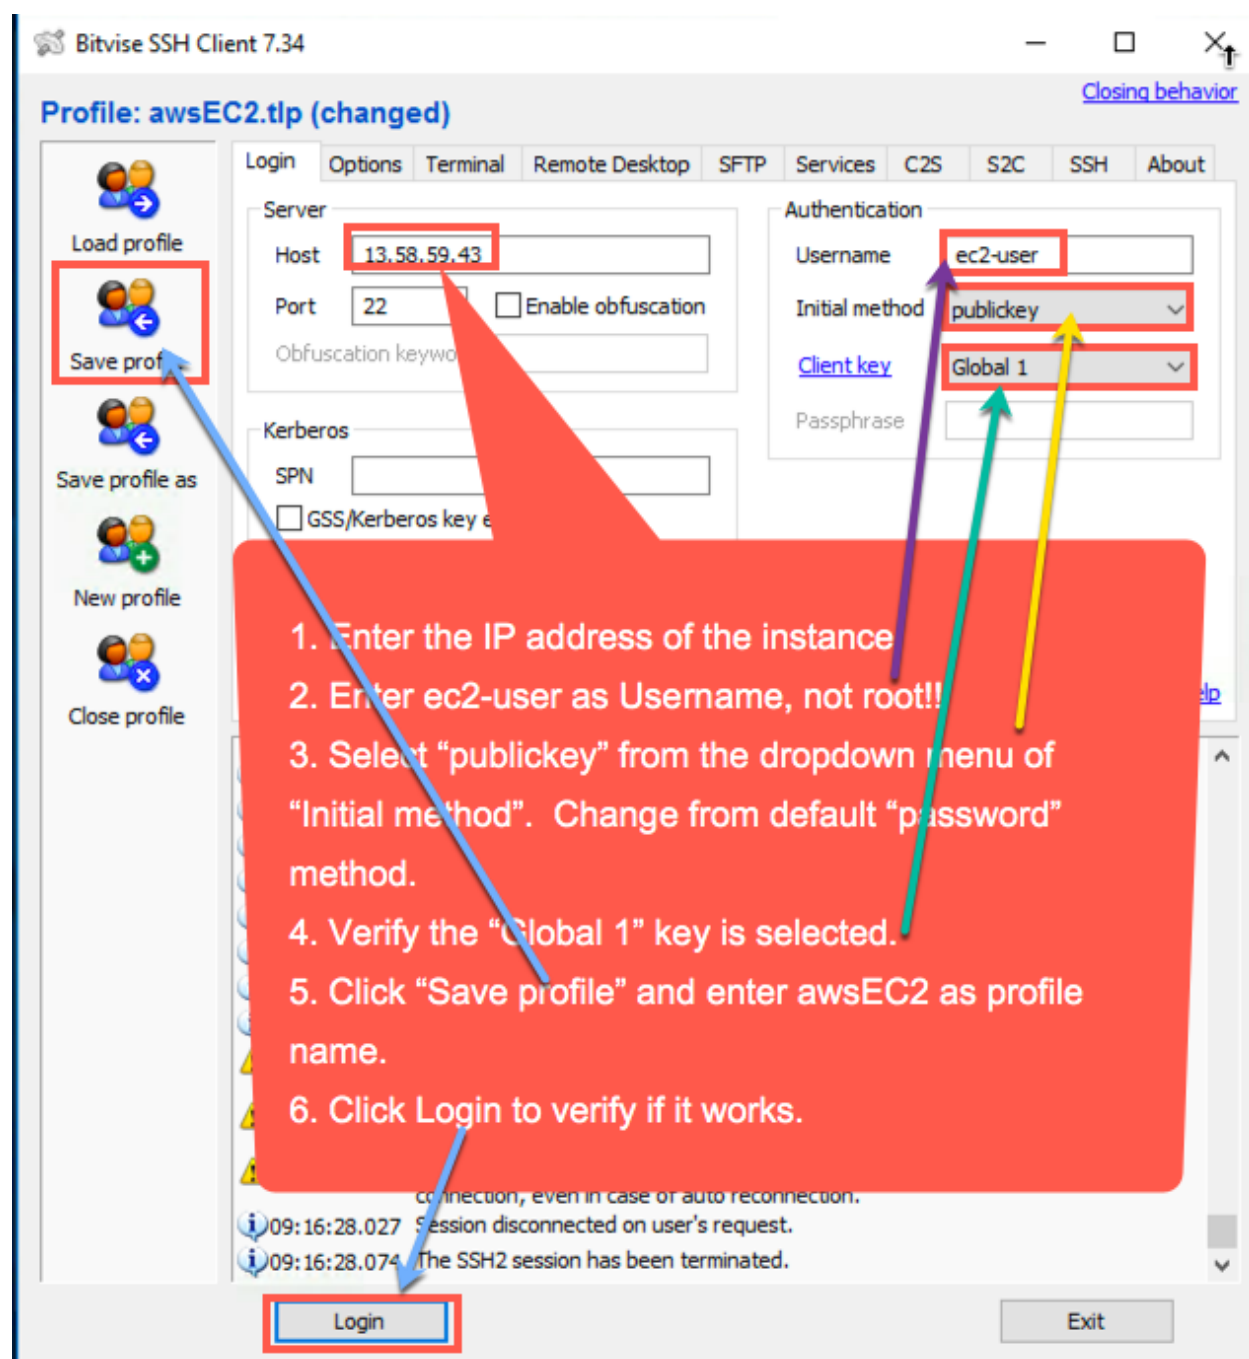 Bitvise SSH Client 7.34
Closing behavior
Profile: awsEC2.tlp (changed)
Load profile
Save
Save profile as
New profile
Close profile
Login Options Terminal Remote Desktop SFTP Services C2S S2C SSH About
Server
Host 13.58.59.43
Port 22 Enable obfuscation
Obfuscation
Kerberos
SPN
GSS/Kerberos key
Authentication
Username ec2-user
Initial method publickey
Client key Global 1
Passphrase
1. Enter the IP address of the instance
2. Enter ec2-user as Username, not root!!
3. Select “publickey” from the dropdown menu of
“Initial method”. Change from default “password”
method.
4. Verify the “Global 1” key is selected.
5. Click “Save profile” and enter awsEC2 as profile
name.
6. Click Login to verify if it works.
connection, even in case of auto reconnection.
09:16:28.027 Session disconnected on user's request.
09:16:28.074 The SSH2 session has been terminated.
Login
Exit